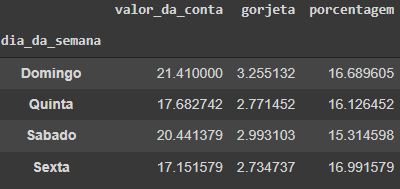 valor_da_conta gorjeta porcentagem
dia_da_semana
Domingo 21.410000 3.255132 16.689605
Quinta 17.682742 2.771452 16.126452
Sabado 20.441379 2.993103 15.314598
Sexta 17.151579 2.734737 16.991579